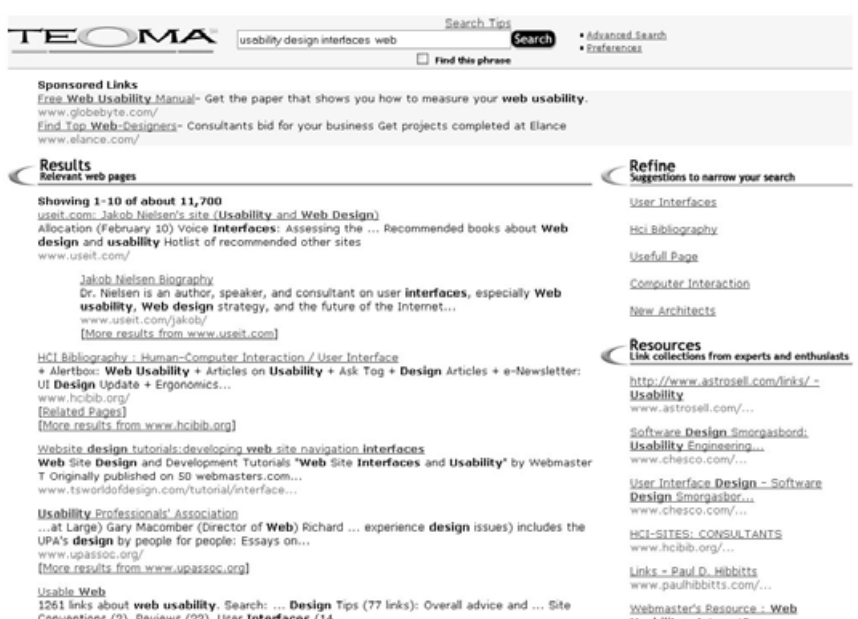 TEOMA
Search Tips
usability design interfaces web
Search
• Advanced Search
• Preferences
Find this phrase
Sponsored Links
Free Web Usability Manual- Get the paper that shows you how to measure your web usability.
www.globebyte.com/
Find Top Web-Designers- Consultants bid for your business Get projects completed at Elance
www.elance.com/
Results
Relevant web pages
Showing 1-10 of about 11,700
useit.com: Jakob Nielsen's site (Usability and Web Design)
Allocation (February 10) Voice Interfaces: Assessing the ... Recommended books about Web
design and usability Hotlist of recommended other sites
www.useit.com/
Jakob Nielsen Biography
Dr. Nielsen is an author, speaker, and consultant on user interfaces, especially Web
usability, Web design strategy, and the future of the Internet...
www.useit.com/jakob/
[More results from www.useit.com]
HCI Bibliography : Human-Computer Interaction / User Interface
+ Alertbox: Web Usability + Articles on Usability + Ask Tog + Design Articles + e-Newsletter:
UI Design Update + Ergonomics...
www.hcibib.org/
[Related Pages]
[More results from www.hcibib.org]
Website design tutorials:developing web site navigation interfaces
Web Site Design and Development Tutorials "Web Site Interfaces and Usability" by Webmaster
T Originally published on 50 webmasters.com...
www.tsworldofdesign.com/tutorial/interface...
Usability Professionals' Association
...at Large) Gary Macomber (Director of Web) Richard ... experience design issues) includes the
UPA's design by people for people: Essays on...
www.upassoc.org/
[More results from www.upassoc.org]
Usable Web
1261 links about web usability. Search: ... Design Tips (77 links): Overall advice and ... Site
Conventions (2), Reviews (22), User Interfaces (14
Refine
Suggestions to narrow your search
User Interfaces
Hci Bibliography
Usefull Page
Computer Interaction
New Architects
Resources
Link collections from experts and enthusiasts
http://www.astrosell.com/links/ -
Usability
www.astrosell.com/...
Software Design Smorgasbord:
Usability Engineering...
www.chesco.com/...
User Interface Design - Software
Design Smorgasbor...
www.chesco.com/...
HCI-SITES: CONSULTANTS
www.hcibib.org/...
Links - Paul D. Hibbitts
www.paulhibbitts.com/...
Webmaster's Resource : Web